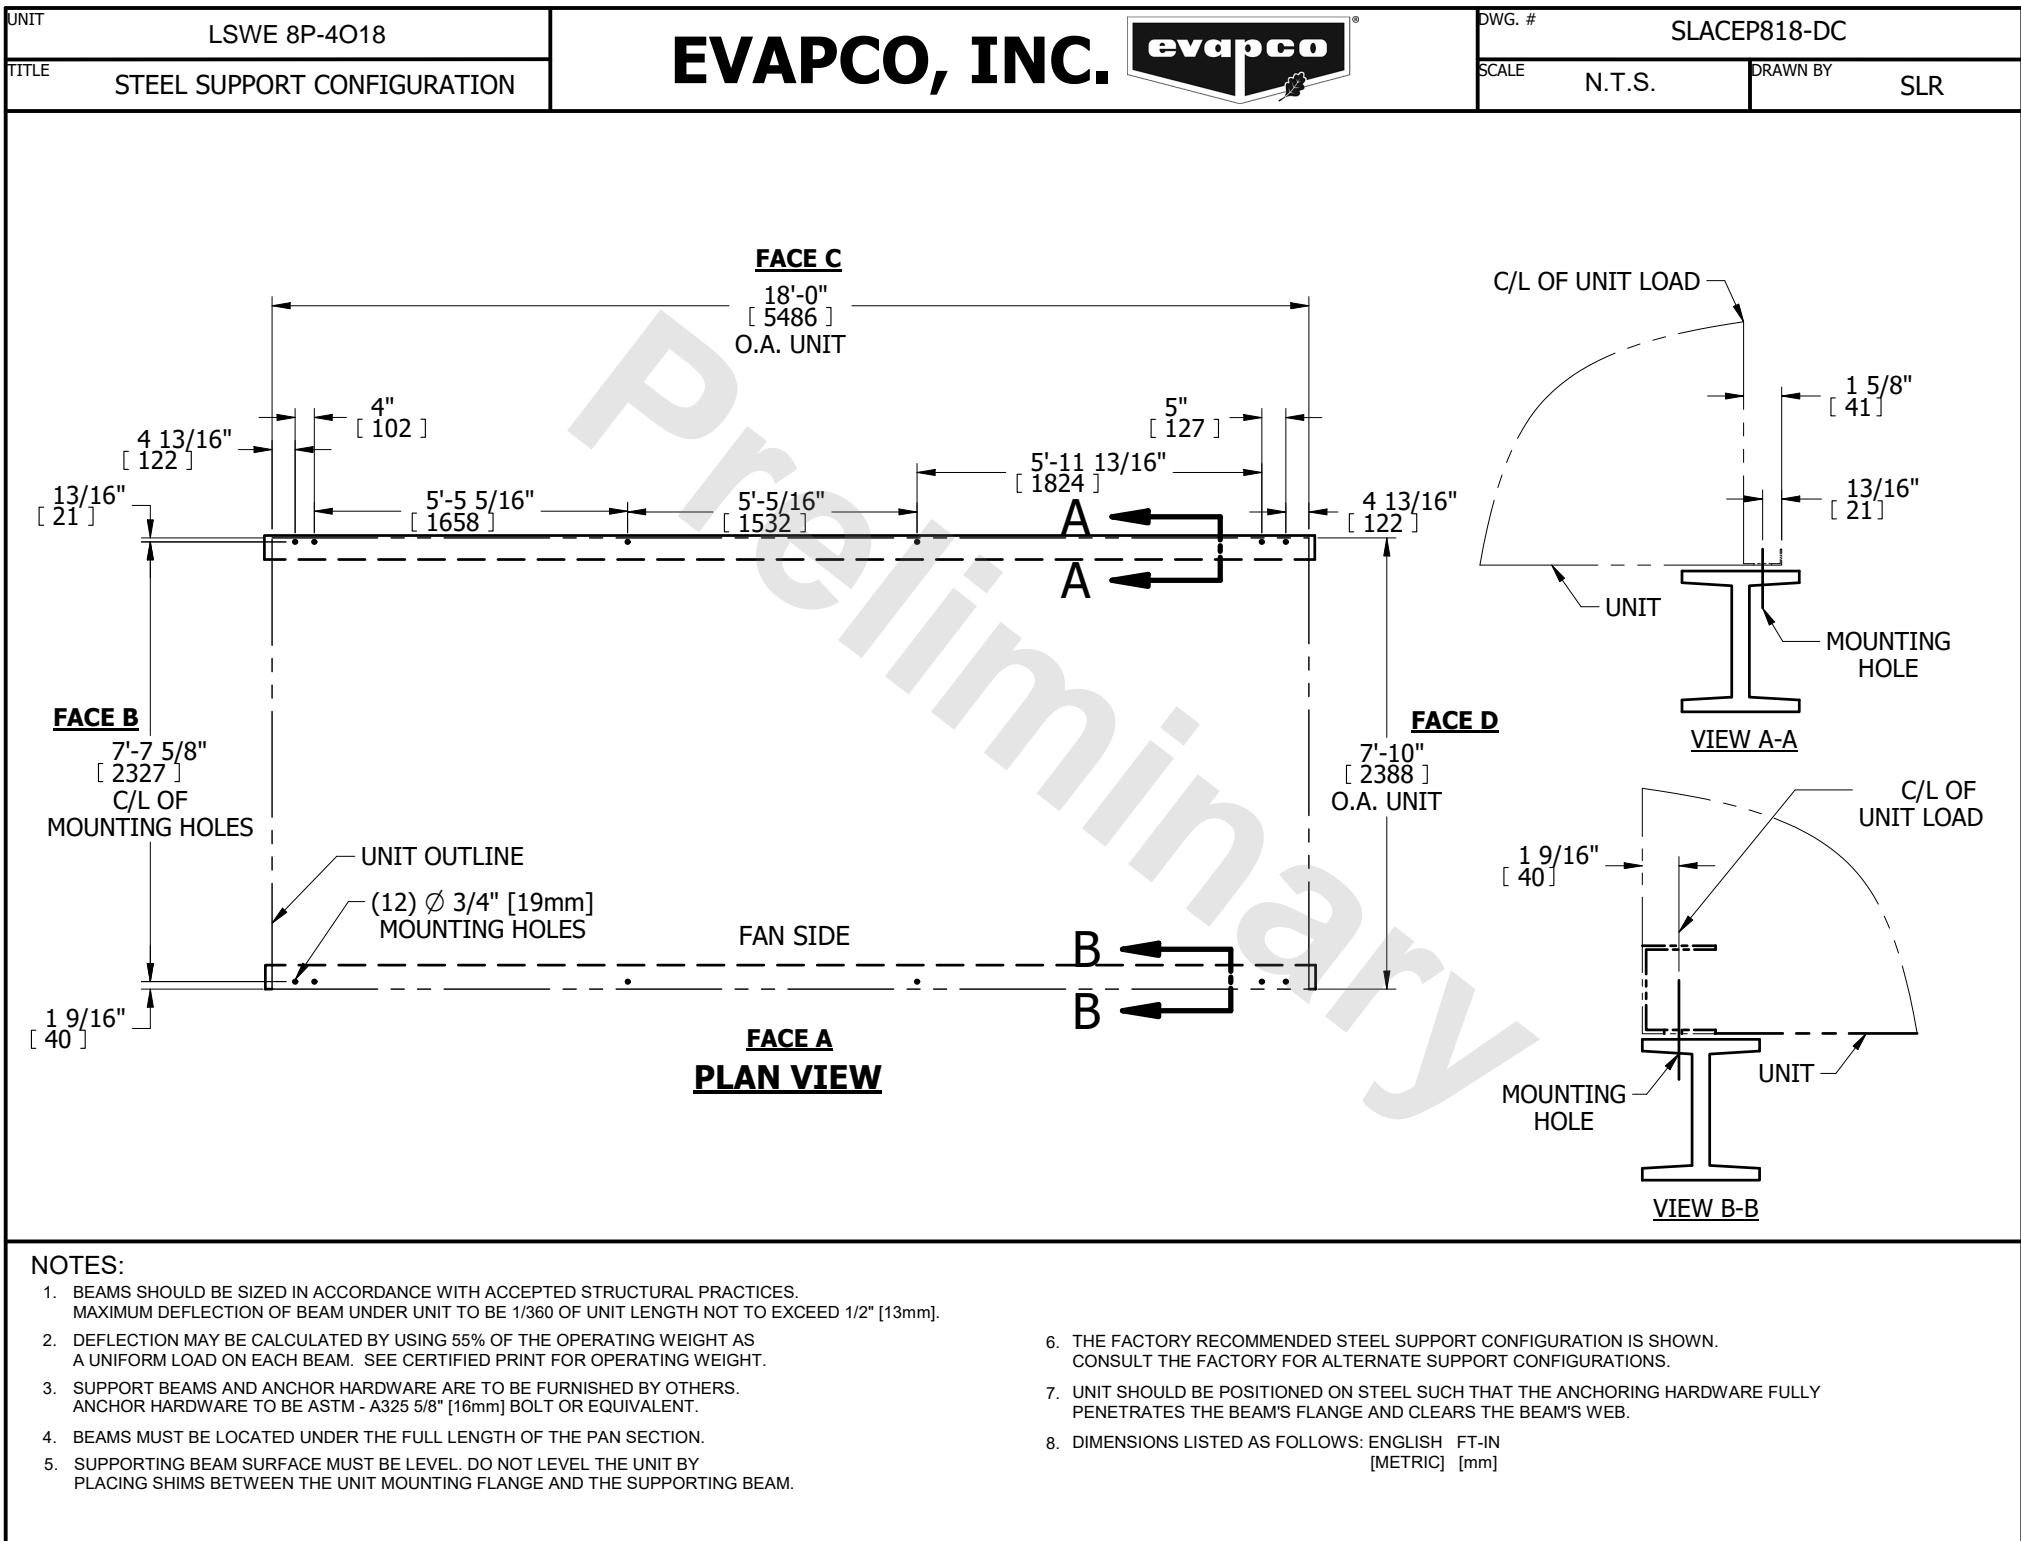 UNIT
LSWE 8P-4O18
TITLE
STEEL SUPPORT CONFIGURATION
EVAPCO, INC.
evapco
®
DWG. #
SLACEP818-DC
SCALE
N.T.S.
DRAWN BY
SLR
FACE C
18'-0"
[ 5486 ]
O.A. UNIT
4"
[ 102 ]
4 13/16"
[ 122 ]
13/16"
[ 21 ]
5'-5 5/16"
[ 1658 ]
5'-5/16"
[ 1532 ]
5'-11 13/16"
[ 1824 ]
5"
[ 127 ]
4 13/16"
[ 122 ]
A
A
FACE B
7'-7 5/8"
[ 2327 ]
C/L OF
MOUNTING HOLES
FACE D
7'-10"
[ 2388 ]
O.A. UNIT
UNIT OUTLINE
(12) ∅ 3/4" [19mm]
MOUNTING HOLES
FAN SIDE
B
B
1 9/16"
[ 40 ]
FACE A
PLAN VIEW
Preliminary
C/L OF UNIT LOAD
1 5/8"
[ 41 ]
13/16"
[ 21 ]
UNIT
MOUNTING
HOLE
VIEW A-A
C/L OF
UNIT LOAD
1 9/16"
[ 40 ]
UNIT
MOUNTING
HOLE
VIEW B-B
NOTES:
1. BEAMS SHOULD BE SIZED IN ACCORDANCE WITH ACCEPTED STRUCTURAL PRACTICES.
MAXIMUM DEFLECTION OF BEAM UNDER UNIT TO BE 1/360 OF UNIT LENGTH NOT TO EXCEED 1/2" [13mm].
2. DEFLECTION MAY BE CALCULATED BY USING 55% OF THE OPERATING WEIGHT AS
A UNIFORM LOAD ON EACH BEAM. SEE CERTIFIED PRINT FOR OPERATING WEIGHT.
3. SUPPORT BEAMS AND ANCHOR HARDWARE ARE TO BE FURNISHED BY OTHERS.
ANCHOR HARDWARE TO BE ASTM - A325 5/8" [16mm] BOLT OR EQUIVALENT.
4. BEAMS MUST BE LOCATED UNDER THE FULL LENGTH OF THE PAN SECTION.
5. SUPPORTING BEAM SURFACE MUST BE LEVEL. DO NOT LEVEL THE UNIT BY
PLACING SHIMS BETWEEN THE UNIT MOUNTING FLANGE AND THE SUPPORTING BEAM.
6. THE FACTORY RECOMMENDED STEEL SUPPORT CONFIGURATION IS SHOWN.
CONSULT THE FACTORY FOR ALTERNATE SUPPORT CONFIGURATIONS.
7. UNIT SHOULD BE POSITIONED ON STEEL SUCH THAT THE ANCHORING HARDWARE FULLY
PENETRATES THE BEAM'S FLANGE AND CLEARS THE BEAM'S WEB.
8. DIMENSIONS LISTED AS FOLLOWS: ENGLISH FT-IN
[METRIC] [mm]